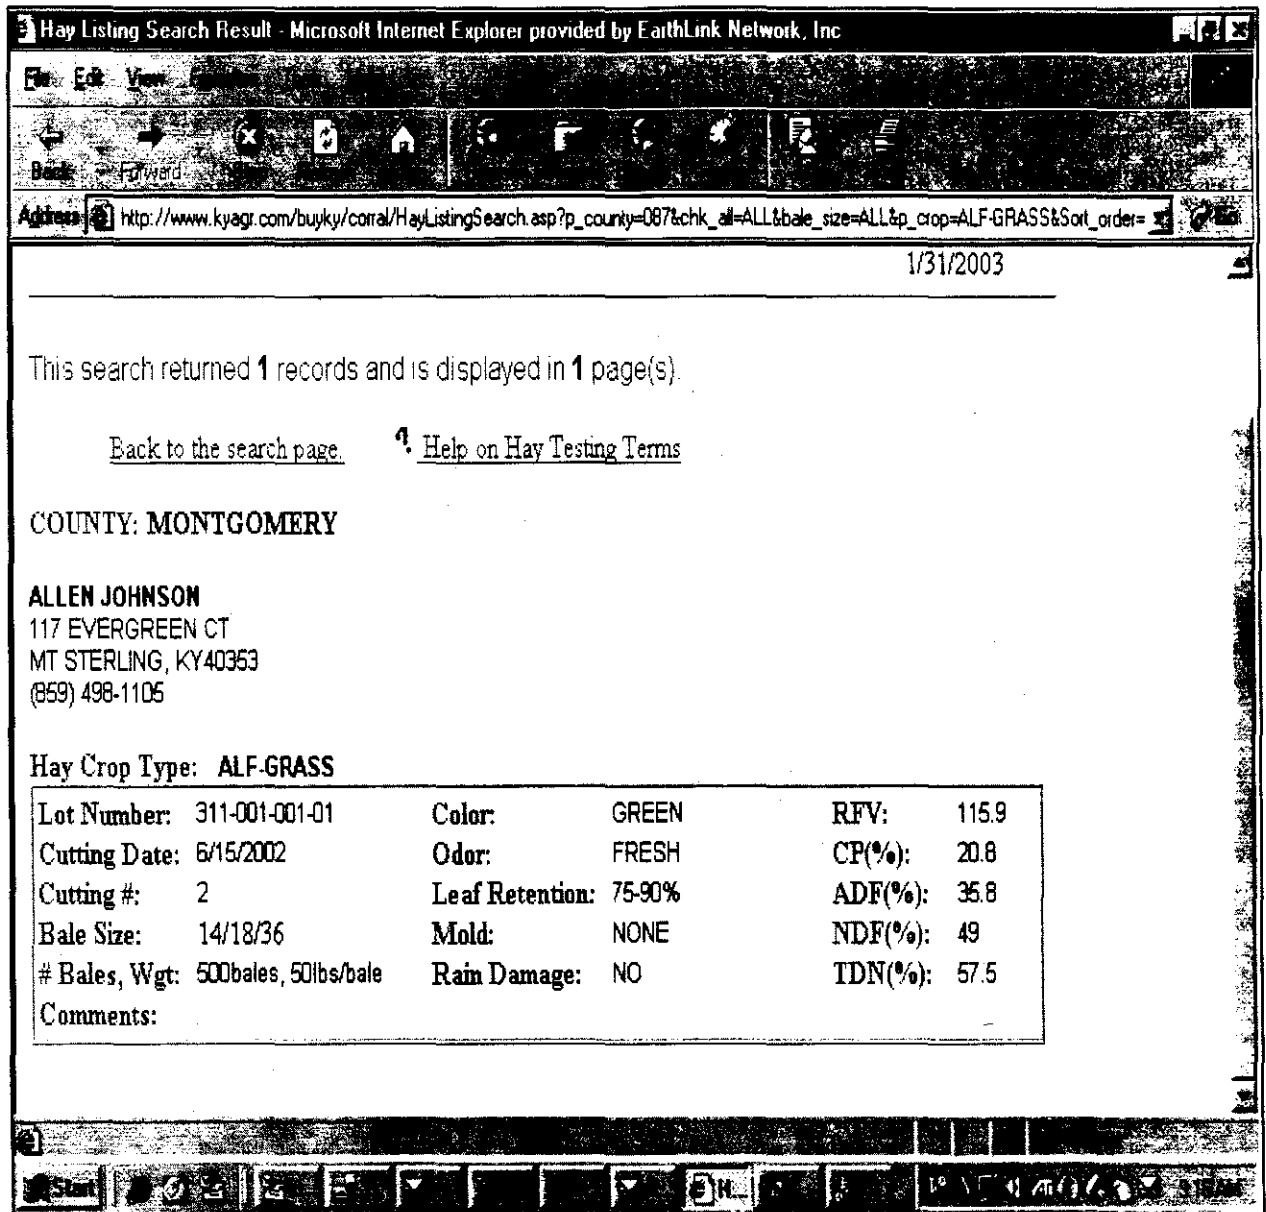 Hay Listing Search Result - Microsoft Internet Explorer provided by EarthLink Network, Inc
File Edit View
Back Forward
Address http://www.kyagr.com/buyky/corral/HayListingSearch.asp?p_county=087&chk_all=ALL&bale_size=ALL&p_crop=ALF-GRASS&Sort_order= Go
1/31/2003
This search returned 1 records and is displayed in 1 page(s).
Back to the search page. Help on Hay Testing Terms
COUNTY: MONTGOMERY
ALLEN JOHNSON
117 EVERGREEN CT
MT STERLING, KY40353
(859) 498-1105
Hay Crop Type: ALF-GRASS
Lot Number: 311-001-001-01 Color: GREEN RFV: 115.9
Cutting Date: 6/15/2002 Odor: FRESH CP(%): 20.8
Cutting #: 2 Leaf Retention: 75-90% ADF(%): 35.8
Bale Size: 14/18/36 Mold: NONE NDF(%): 49
# Bales, Wgt: 500bales, 50lbs/bale Rain Damage: NO TDN(%): 57.5
Comments:
Start H...